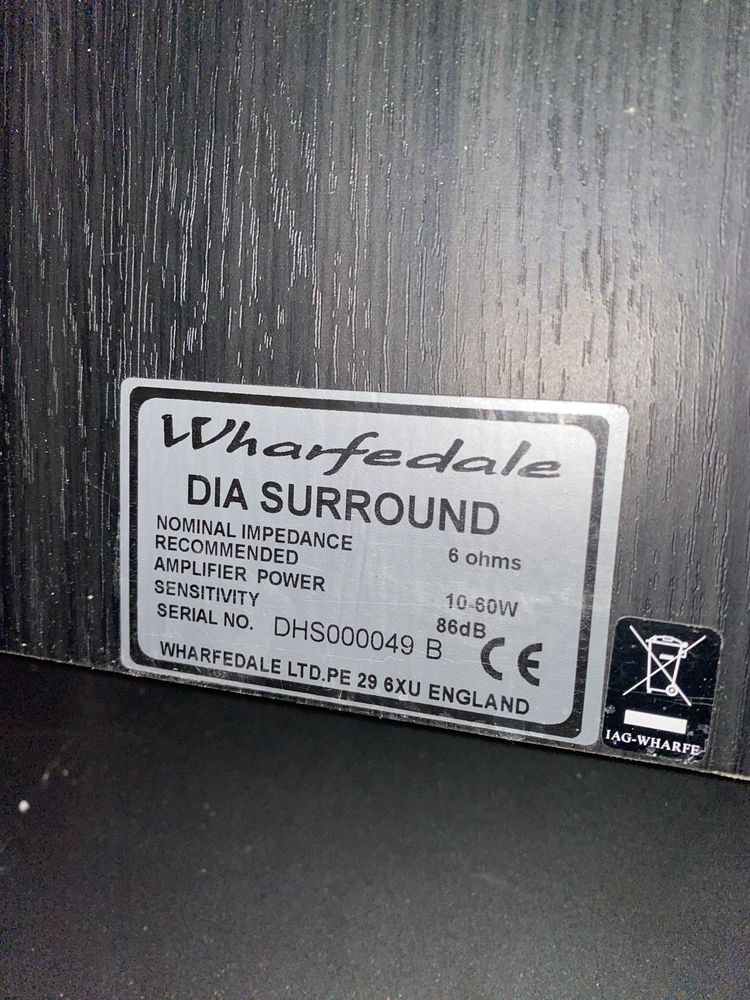 Wharfedale
DIA SURROUND
NOMINAL IMPEDANCE 6 ohms
RECOMMENDED
AMPLIFIER POWER 10-60W
SENSITIVITY 86dB
SERIAL NO. DHS000049 B CE
WHARFEDALE LTD.PE 29 6XU ENGLAND
IAG-WHARFE